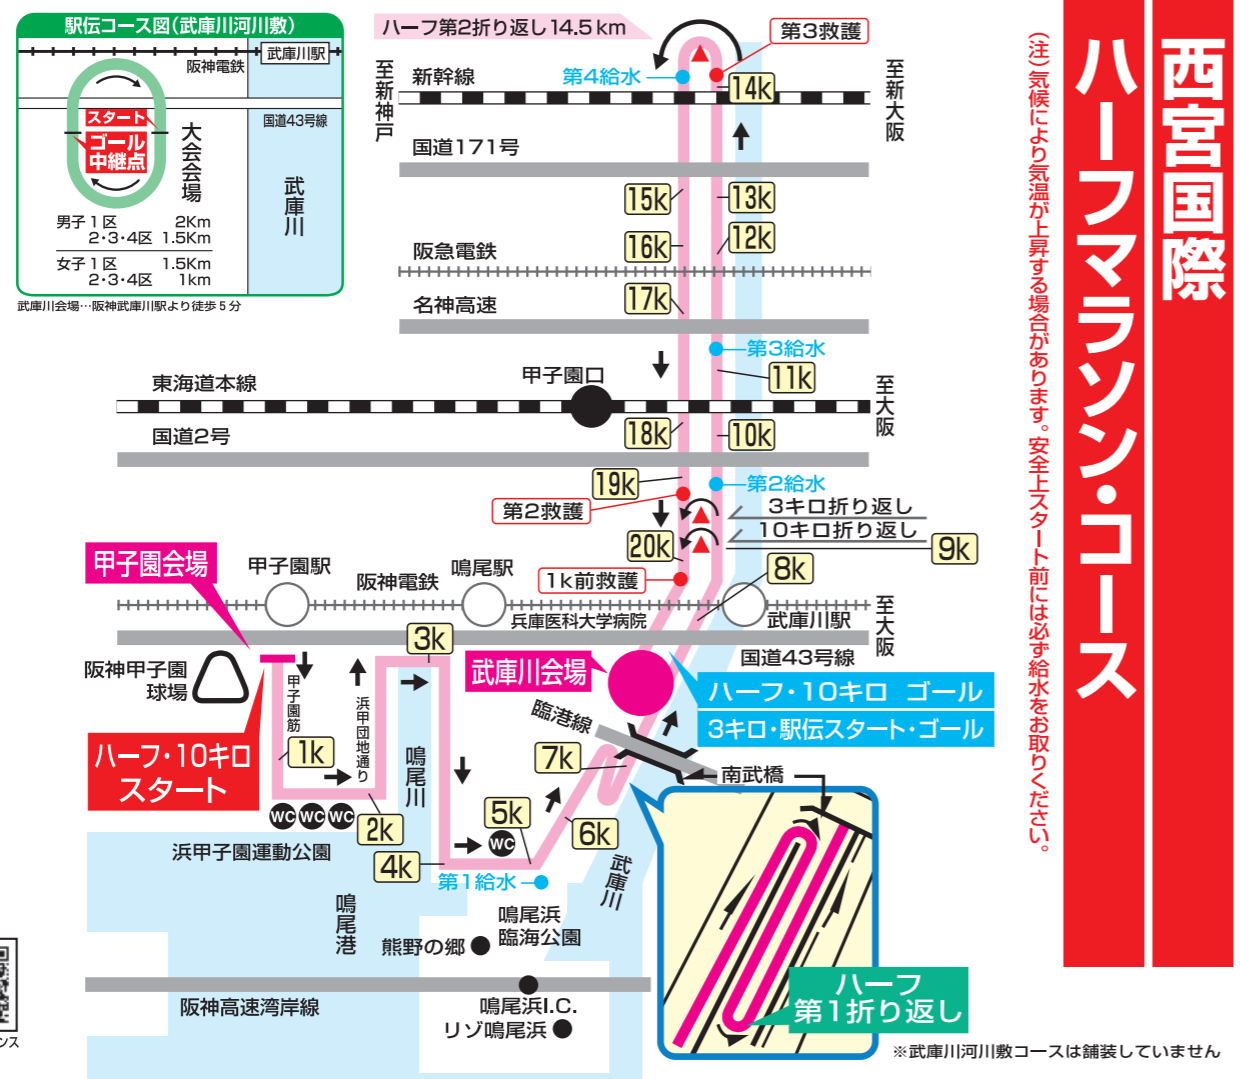 西宮国際
ハーフマラソン・コース
(注)気候により気温が上昇する場合があります。安全上スタート前には必ず給水をお取りください。
駅伝コース図(武庫川河川敷)
武庫川駅
阪神電鉄
国道43号線
スタート
ゴール
中継点
大会会場
武庫川
男子1区 2Km
2・3・4区 1.5Km
女子1区 1.5Km
2・3・4区 1km
武庫川会場…阪神武庫川駅より徒歩5分
ハーフ第2折り返し14.5km
第3救護
至新神戸
新幹線
第4給水
14k
至新大阪
国道171号
15k
13k
16k
12k
阪急電鉄
17k
名神高速
第3給水
11k
東海道本線
甲子園口
至大阪
国道2号
18k
10k
19k
第2給水
第2救護
3キロ折り返し
10キロ折り返し
20k
9k
1k前救護
8k
甲子園会場
甲子園駅
阪神電鉄
鳴尾駅
兵庫医科大学病院
武庫川駅
至大阪
国道43号線
3k
阪神甲子園
球場
武庫川会場
ハーフ・10キロ ゴール
3キロ・駅伝スタート・ゴール
甲子園筋
浜甲団地通り
臨港線
ハーフ・10キロ
スタート
1k
鳴尾川
7k
南武橋
WC
WC
WC
2k
5k
6k
WC
浜甲子園運動公園
4k
第1給水
武庫川
鳴尾港
鳴尾浜
臨海公園
熊野の郷
阪神高速湾岸線
鳴尾浜I.C.
リゾ鳴尾浜
ハーフ
第1折り返し
※武庫川河川敷コースは舗装していません
ンス